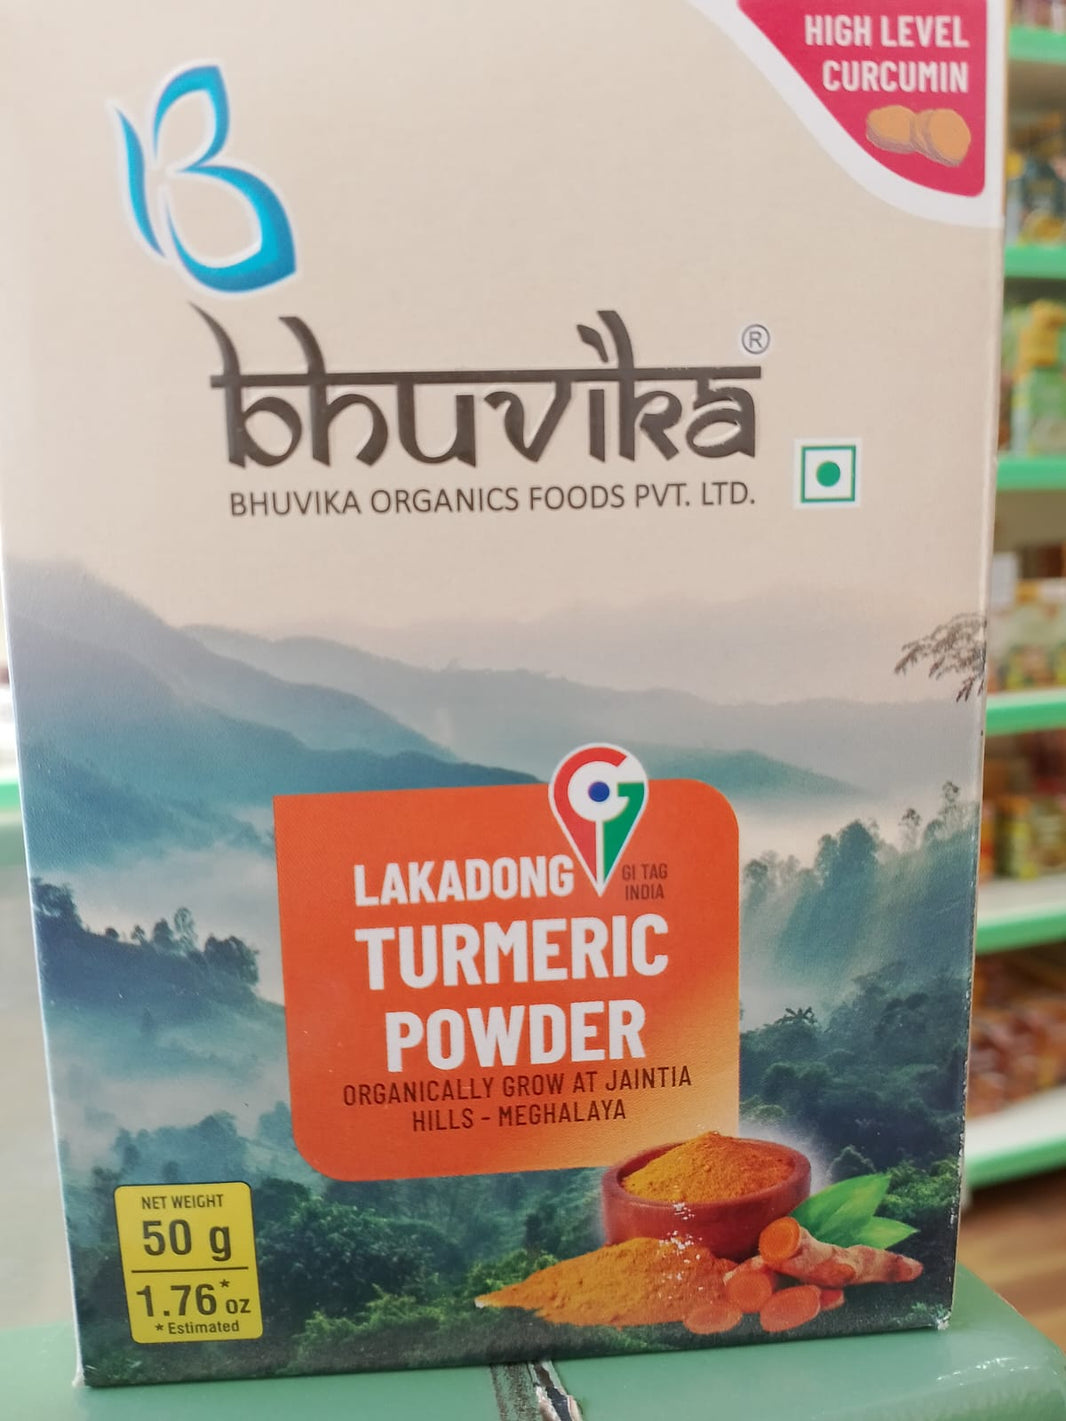 HIGH LEVEL
CURCUMIN
bhuvika ®
BHUVIKA ORGANICS FOODS PVT. LTD.
LAKADONG
GI TAG
INDIA
TURMERIC
POWDER
ORGANICALLY GROW AT JAINTIA
HILLS - MEGHALAYA
NET WEIGHT
50 g
1.76* oz
* Estimated